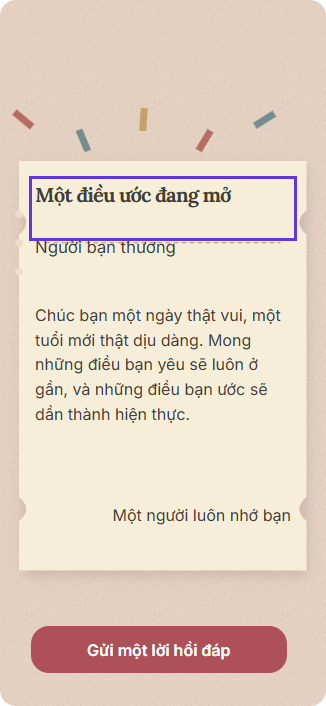 Một điều ước đang mở
Người bạn thương
Chúc bạn một ngày thật vui, một
tuổi mới thật dịu dàng. Mong
những điều bạn yêu sẽ luôn ở
gần, và những điều bạn ước sẽ
dần thành hiện thực.
Một người luôn nhớ bạn
Gửi một lời hồi đáp